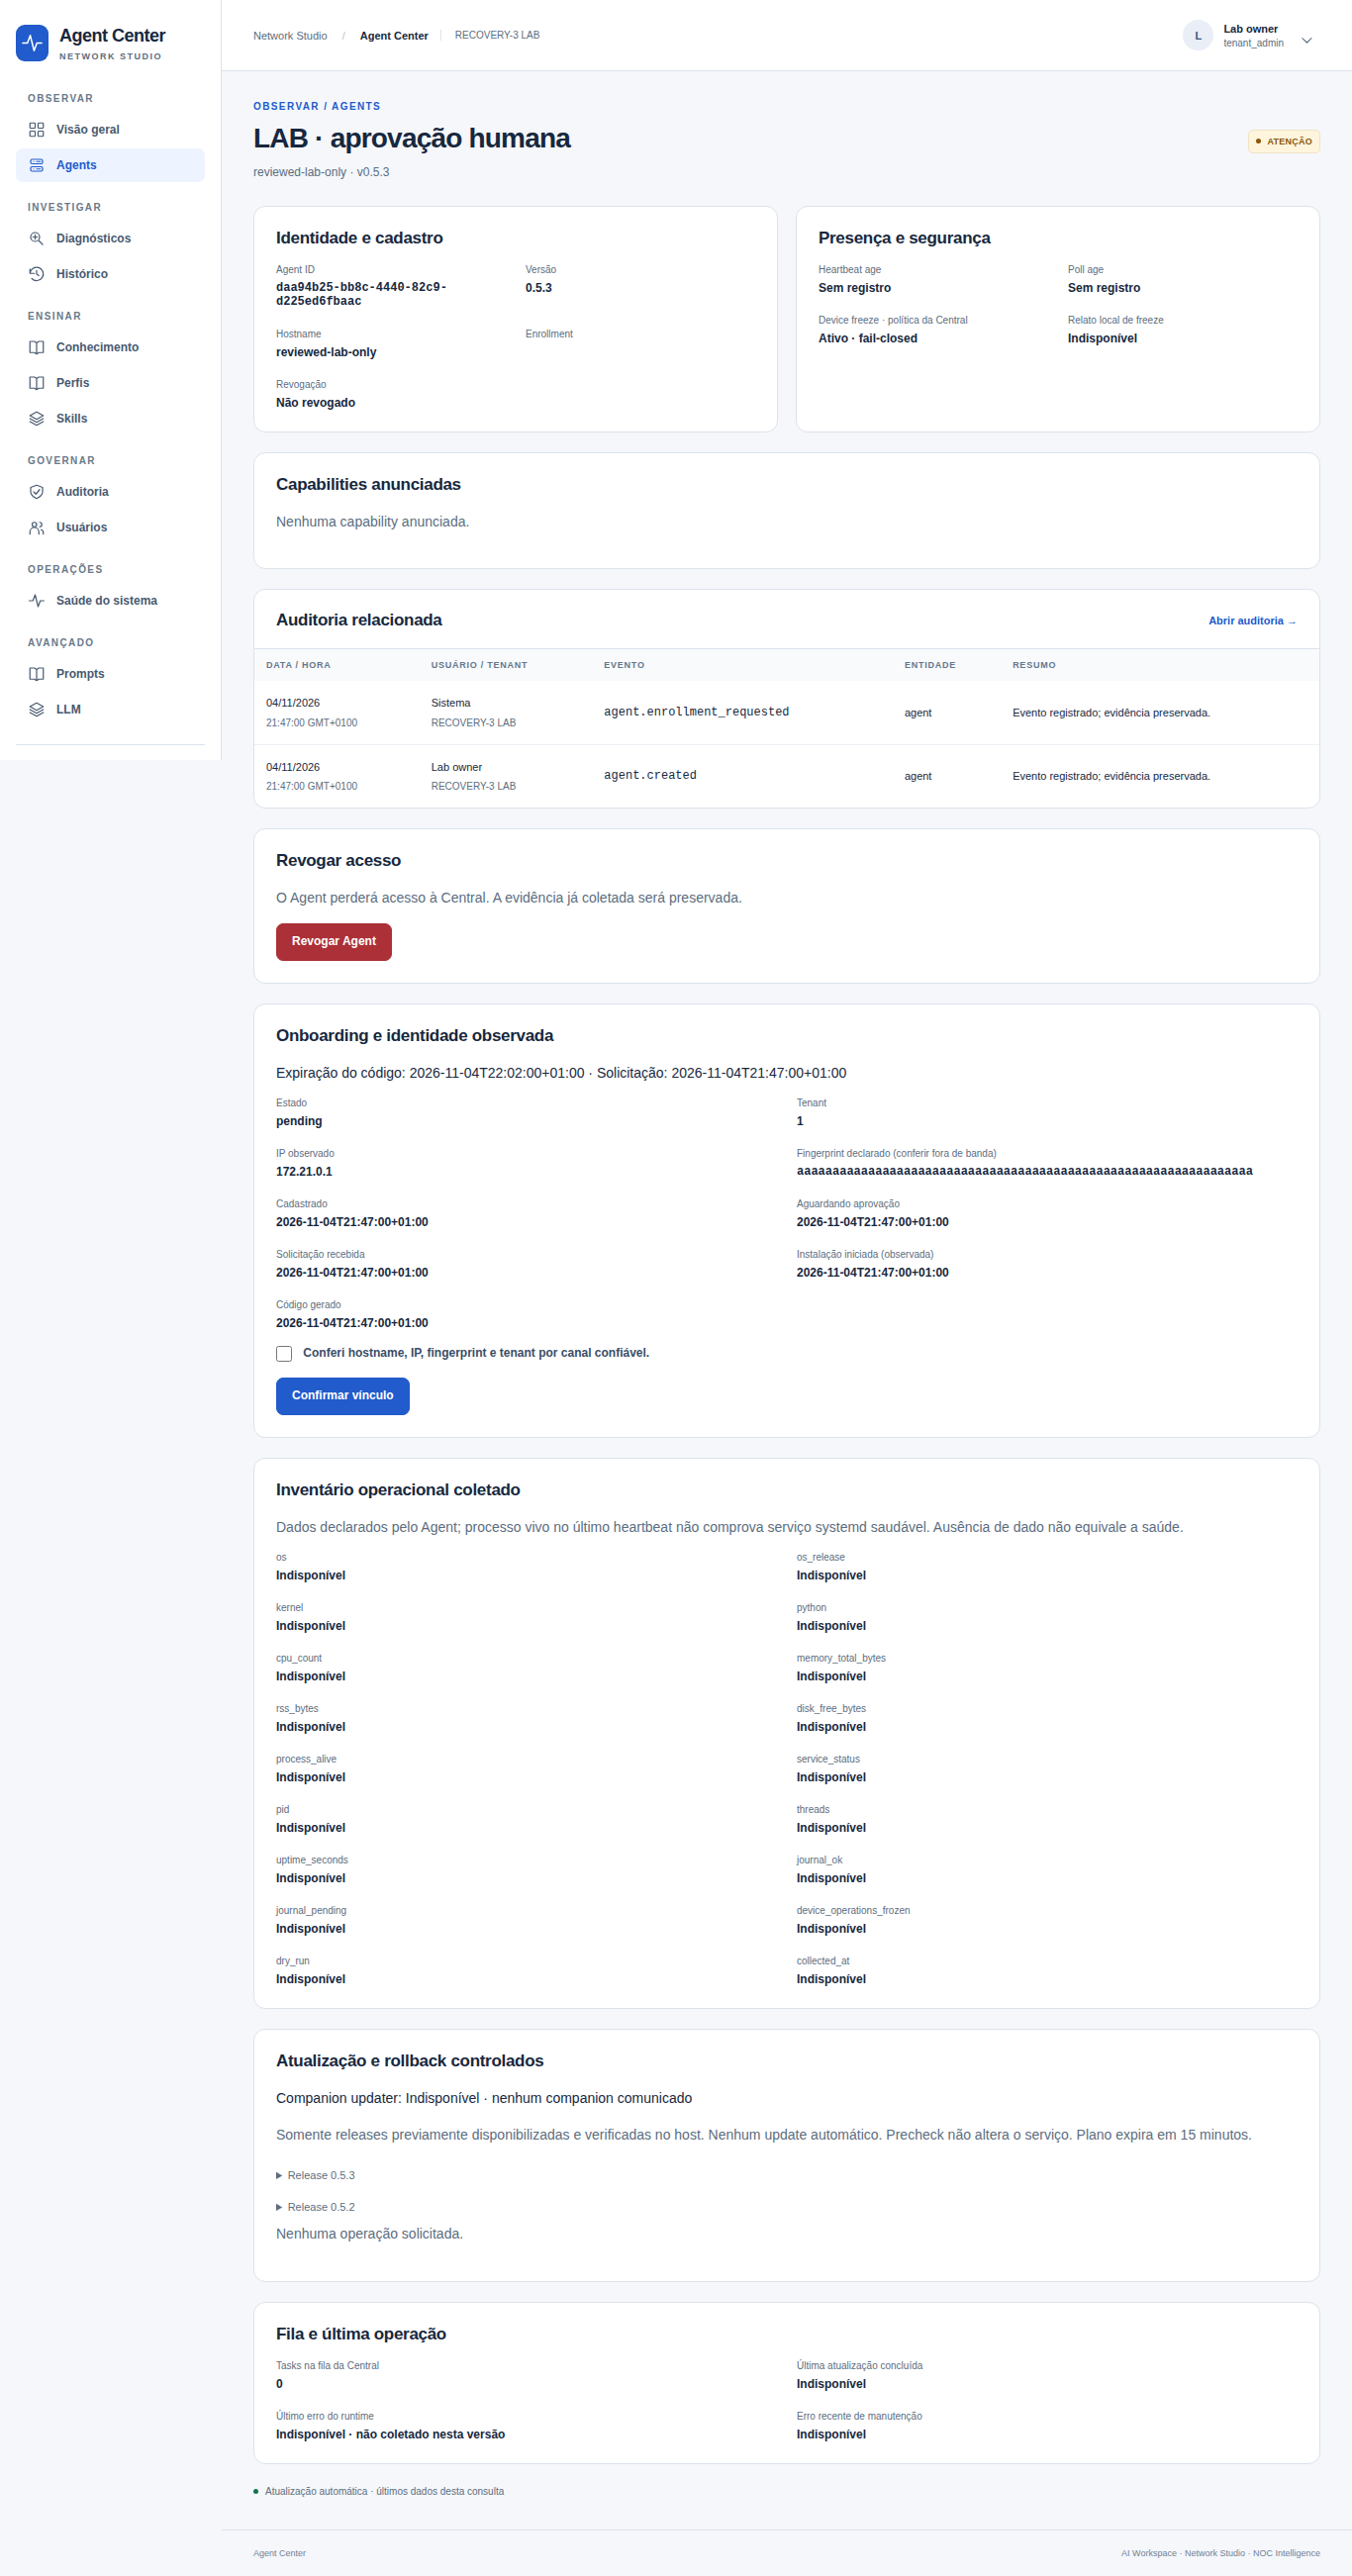 Agent Center
NETWORK STUDIO
OBSERVAR
Visão geral
Agents
INVESTIGAR
Diagnósticos
Histórico
ENSINAR
Conhecimento
Perfis
Skills
GOVERNAR
Auditoria
Usuários
OPERAÇÕES
Saúde do sistema
AVANÇADO
Prompts
LLM
Network Studio / Agent Center RECOVERY-3 LAB
L
Lab owner
tenant_admin
OBSERVAR / AGENTS
LAB · aprovação humana
ATENÇÃO
reviewed-lab-only · v0.5.3
Identidade e cadastro
Agent ID
daa94b25-bb8c-4440-82c9-
d225ed6fbaac
Versão
0.5.3
Hostname
reviewed-lab-only
Enrollment
Revogação
Não revogado
Presença e segurança
Heartbeat age
Sem registro
Poll age
Sem registro
Device freeze · política da Central
Ativo · fail-closed
Relato local de freeze
Indisponível
Capabilities anunciadas
Nenhuma capability anunciada.
Auditoria relacionada
Abrir auditoria →
DATA / HORA USUÁRIO / TENANT EVENTO ENTIDADE RESUMO
04/11/2026
21:47:00 GMT+0100
Sistema
RECOVERY-3 LAB
agent.enrollment_requested
agent
Evento registrado; evidência preservada.
04/11/2026
21:47:00 GMT+0100
Lab owner
RECOVERY-3 LAB
agent.created
agent
Evento registrado; evidência preservada.
Revogar acesso
O Agent perderá acesso à Central. A evidência já coletada será preservada.
Revogar Agent
Onboarding e identidade observada
Expiração do código: 2026-11-04T22:02:00+01:00 · Solicitação: 2026-11-04T21:47:00+01:00
Estado
pending
Tenant
1
IP observado
172.21.0.1
Fingerprint declarado (conferir fora de banda)
aaaaaaaaaaaaaaaaaaaaaaaaaaaaaaaaaaaaaaaaaaaaaaaaaaaaaaaaaaaaaaaa
Cadastrado
2026-11-04T21:47:00+01:00
Aguardando aprovação
2026-11-04T21:47:00+01:00
Solicitação recebida
2026-11-04T21:47:00+01:00
Instalação iniciada (observada)
2026-11-04T21:47:00+01:00
Código gerado
2026-11-04T21:47:00+01:00
Conferi hostname, IP, fingerprint e tenant por canal confiável.
Confirmar vínculo
Inventário operacional coletado
Dados declarados pelo Agent; processo vivo no último heartbeat não comprova serviço systemd saudável. Ausência de dado não equivale a saúde.
os
Indisponível
os_release
Indisponível
kernel
Indisponível
python
Indisponível
cpu_count
Indisponível
memory_total_bytes
Indisponível
rss_bytes
Indisponível
disk_free_bytes
Indisponível
process_alive
Indisponível
service_status
Indisponível
pid
Indisponível
threads
Indisponível
uptime_seconds
Indisponível
journal_ok
Indisponível
journal_pending
Indisponível
device_operations_frozen
Indisponível
dry_run
Indisponível
collected_at
Indisponível
Atualização e rollback controlados
Companion updater: Indisponível · nenhum companion comunicado
Somente releases previamente disponibilizadas e verificadas no host. Nenhum update automático. Precheck não altera o serviço. Plano expira em 15 minutos.
Release 0.5.3
Release 0.5.2
Nenhuma operação solicitada.
Fila e última operação
Tasks na fila da Central
0
Última atualização concluída
Indisponível
Último erro do runtime
Indisponível · não coletado nesta versão
Erro recente de manutenção
Indisponível
Atualização automática · últimos dados desta consulta
Agent Center
AI Workspace · Network Studio · NOC Intelligence